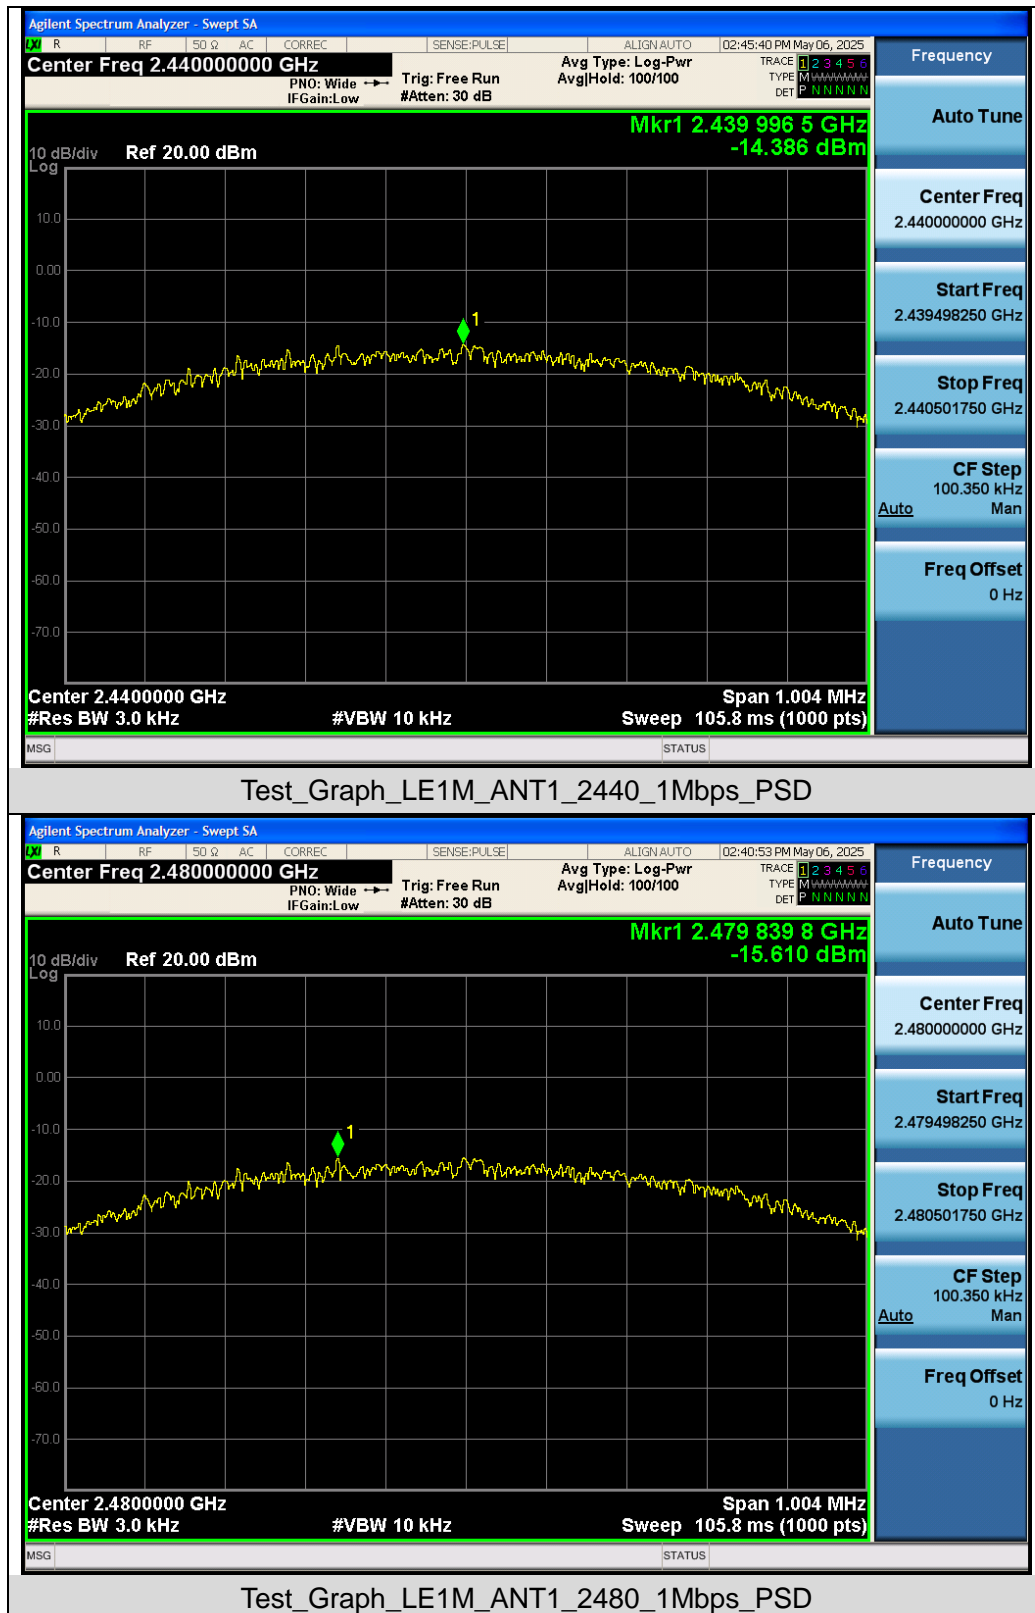 Agilent Spectrum Analyzer - Swept SA
LXI R RF 50 Ω AC CORREC SENSE:PULSE ALIGN AUTO 02:45:40 PM May 06, 2025
Center Freq 2.440000000 GHz
PNO: Wide
IFGain:Low
Trig: Free Run
#Atten: 30 dB
Avg Type: Log-Pwr
Avg|Hold: 100/100
TRACE 1 2 3 4 5 6
TYPE M
DET P N N N N N
Mkr1 2.439 996 5 GHz
-14.386 dBm
10 dB/div Ref 20.00 dBm
Log
10.0
0.00
-10.0
-20.0
-30.0
-40.0
-50.0
-60.0
-70.0
1
Center 2.4400000 GHz Span 1.004 MHz
#Res BW 3.0 kHz #VBW 10 kHz Sweep 105.8 ms (1000 pts)
MSG STATUS
Frequency
Auto Tune
Center Freq
2.440000000 GHz
Start Freq
2.439498250 GHz
Stop Freq
2.440501750 GHz
CF Step
100.350 kHz
Auto Man
Freq Offset
0 Hz
Test_Graph_LE1M_ANT1_2440_1Mbps_PSD
Agilent Spectrum Analyzer - Swept SA
LXI R RF 50 Ω AC CORREC SENSE:PULSE ALIGN AUTO 02:40:53 PM May 06, 2025
Center Freq 2.480000000 GHz
PNO: Wide
IFGain:Low
Trig: Free Run
#Atten: 30 dB
Avg Type: Log-Pwr
Avg|Hold: 100/100
TRACE 1 2 3 4 5 6
TYPE M
DET P N N N N N
Mkr1 2.479 839 8 GHz
-15.610 dBm
10 dB/div Ref 20.00 dBm
Log
10.0
0.00
-10.0
-20.0
-30.0
-40.0
-50.0
-60.0
-70.0
1
Center 2.4800000 GHz Span 1.004 MHz
#Res BW 3.0 kHz #VBW 10 kHz Sweep 105.8 ms (1000 pts)
MSG STATUS
Frequency
Auto Tune
Center Freq
2.480000000 GHz
Start Freq
2.479498250 GHz
Stop Freq
2.480501750 GHz
CF Step
100.350 kHz
Auto Man
Freq Offset
0 Hz
Test_Graph_LE1M_ANT1_2480_1Mbps_PSD